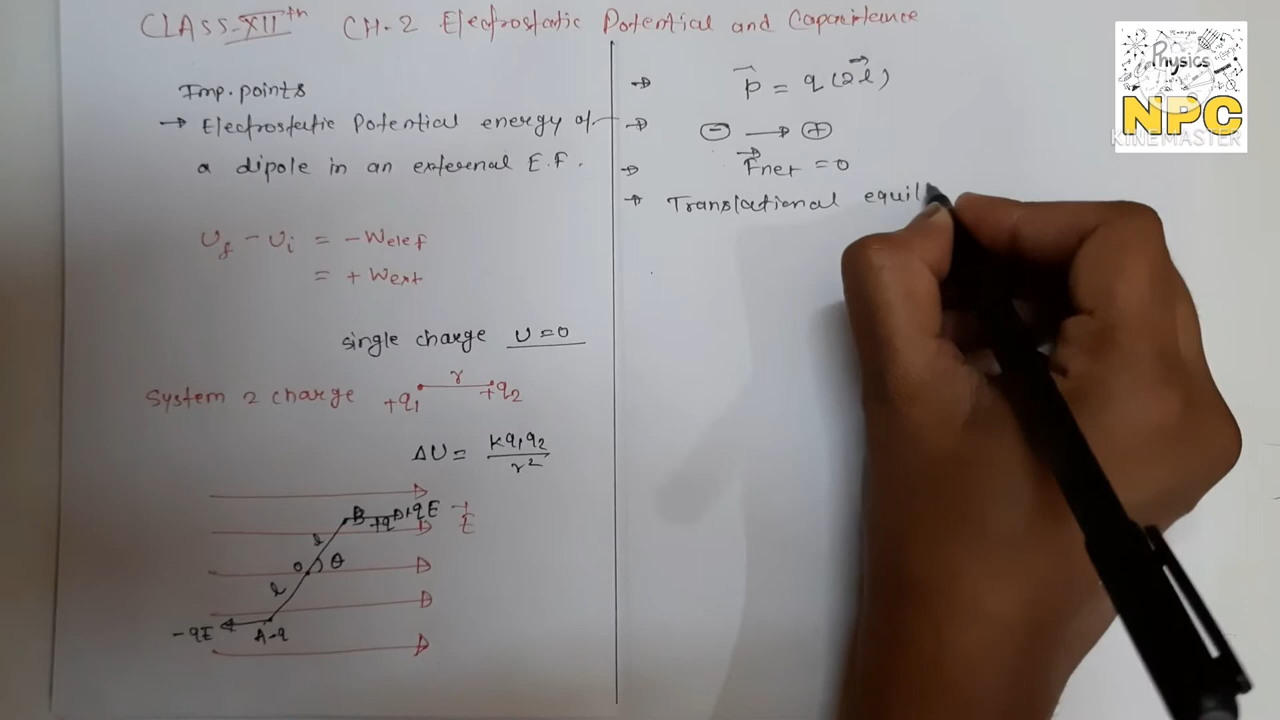 CLASS-XIIth CH-2 Electrostatic Potential and Capacitence
Imp. points
→ Electrostatic Potential energy of
a dipole in an external E.F.
Uf - Ui = -Welef
= + Wext
single charge U=0
System 2 charge +q1 r +q2
ΔU = Kq1q2 / r²
B +q +qE E
l
O θ
l
-qE A-q
→ p = q(2l)
→ ⊖ → ⊕
→ Fnet = 0
→ Translational equil
Physics
NPC
KINEMASTER